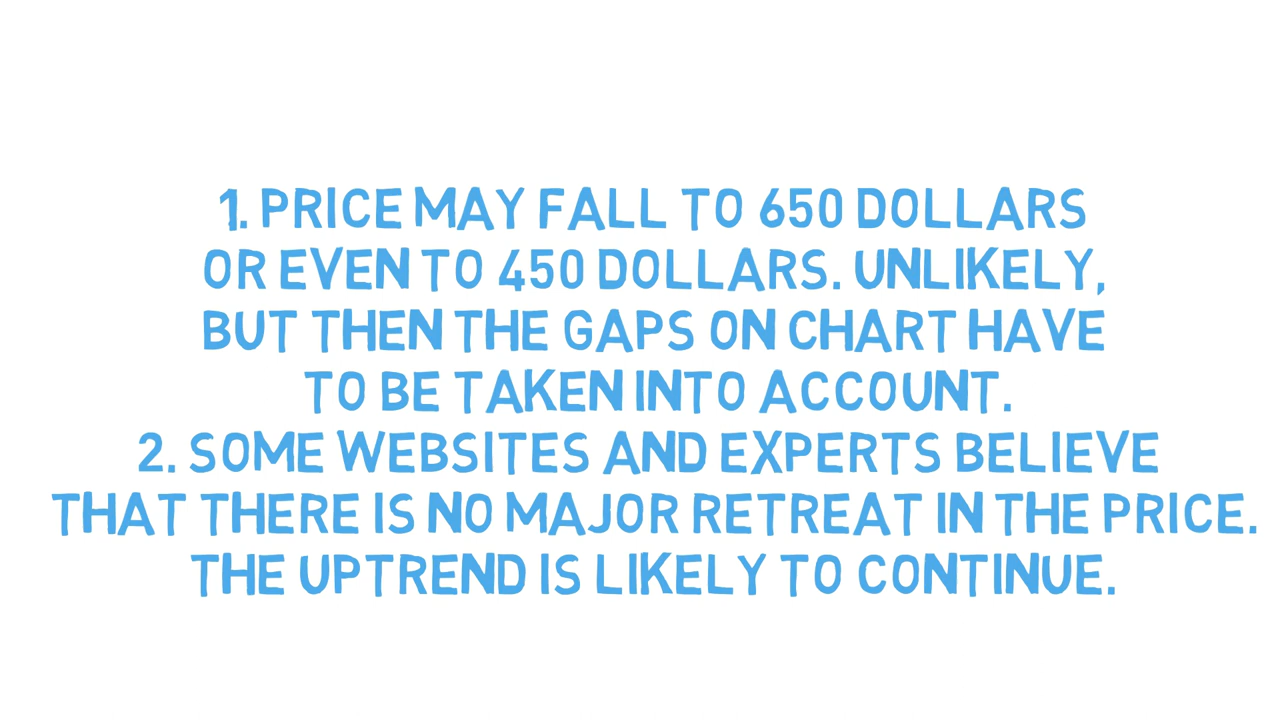 1. PRICE MAY FALL TO 650 DOLLARS
OR EVEN TO 450 DOLLARS. UNLIKELY,
BUT THEN THE GAPS ON CHART HAVE
TO BE TAKEN INTO ACCOUNT.
2. SOME WEBSITES AND EXPERTS BELIEVE
THAT THERE IS NO MAJOR RETREAT IN THE PRICE.
THE UPTREND IS LIKELY TO CONTINUE.